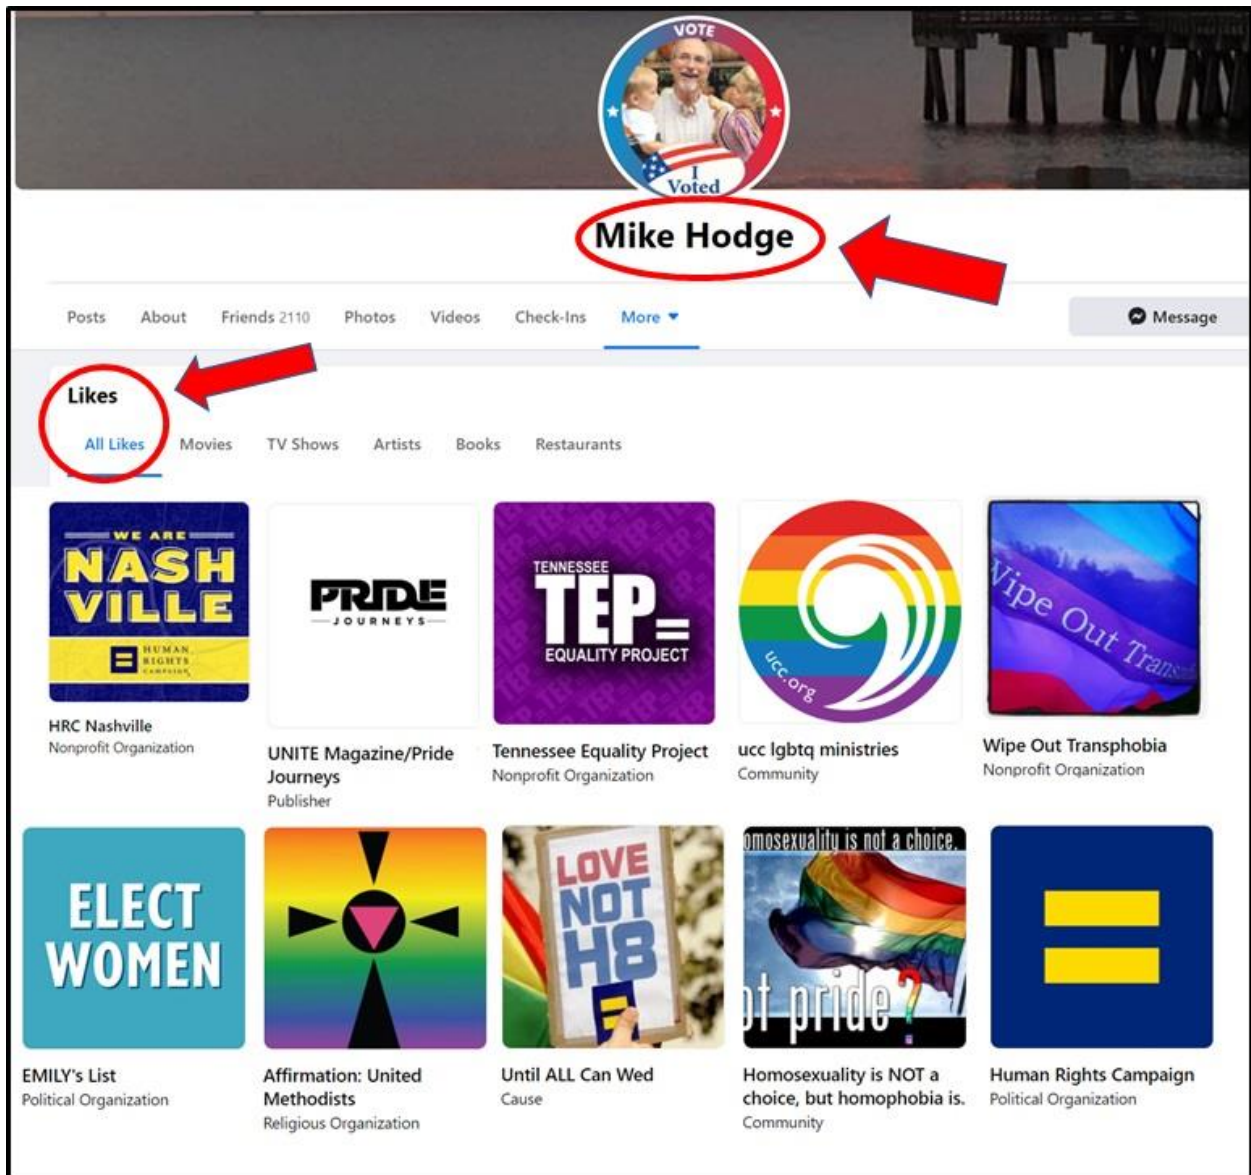 VOTE
I
Voted
Mike Hodge
Posts About Friends 2110 Photos Videos Check-Ins More Message
Likes
All Likes Movies TV Shows Artists Books Restaurants
WE ARE
NASH
VILLE
HUMAN
RIGHTS
CAMPAIGN
HRC Nashville
Nonprofit Organization
PRIDE
JOURNEYS
UNITE Magazine/Pride
Journeys
Publisher
TENNESSEE
TEP=
EQUALITY PROJECT
Tennessee Equality Project
Nonprofit Organization
ucc.org
ucc lgbtq ministries
Community
Wipe Out Trans
Wipe Out Transphobia
Nonprofit Organization
ELECT
WOMEN
EMILY's List
Political Organization
Affirmation: United
Methodists
Religious Organization
LOVE
NOT
H8
Until ALL Can Wed
Cause
omosexuality is not a choice.
ot pride?
Homosexuality is NOT a
choice, but homophobia is.
Community
Human Rights Campaign
Political Organization